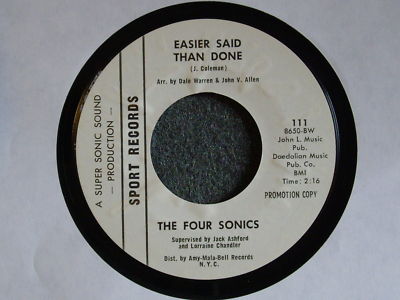 EASIER SAID
THAN DONE
(J. Coleman)
Arr. by Dale Warren & John V. Allen
A SUPER SONIC SOUND
— PRODUCTION —
SPORT RECORDS
111
8650-BW
John L. Music
Pub.
Daedalian Music
Pub. Co.
BMI
Time: 2:16
PROMOTION COPY
THE FOUR SONICS
Supervised by Jack Ashford
and Lorraine Chandler
Dist. by Amy-Mala-Bell Records
N.Y.C.